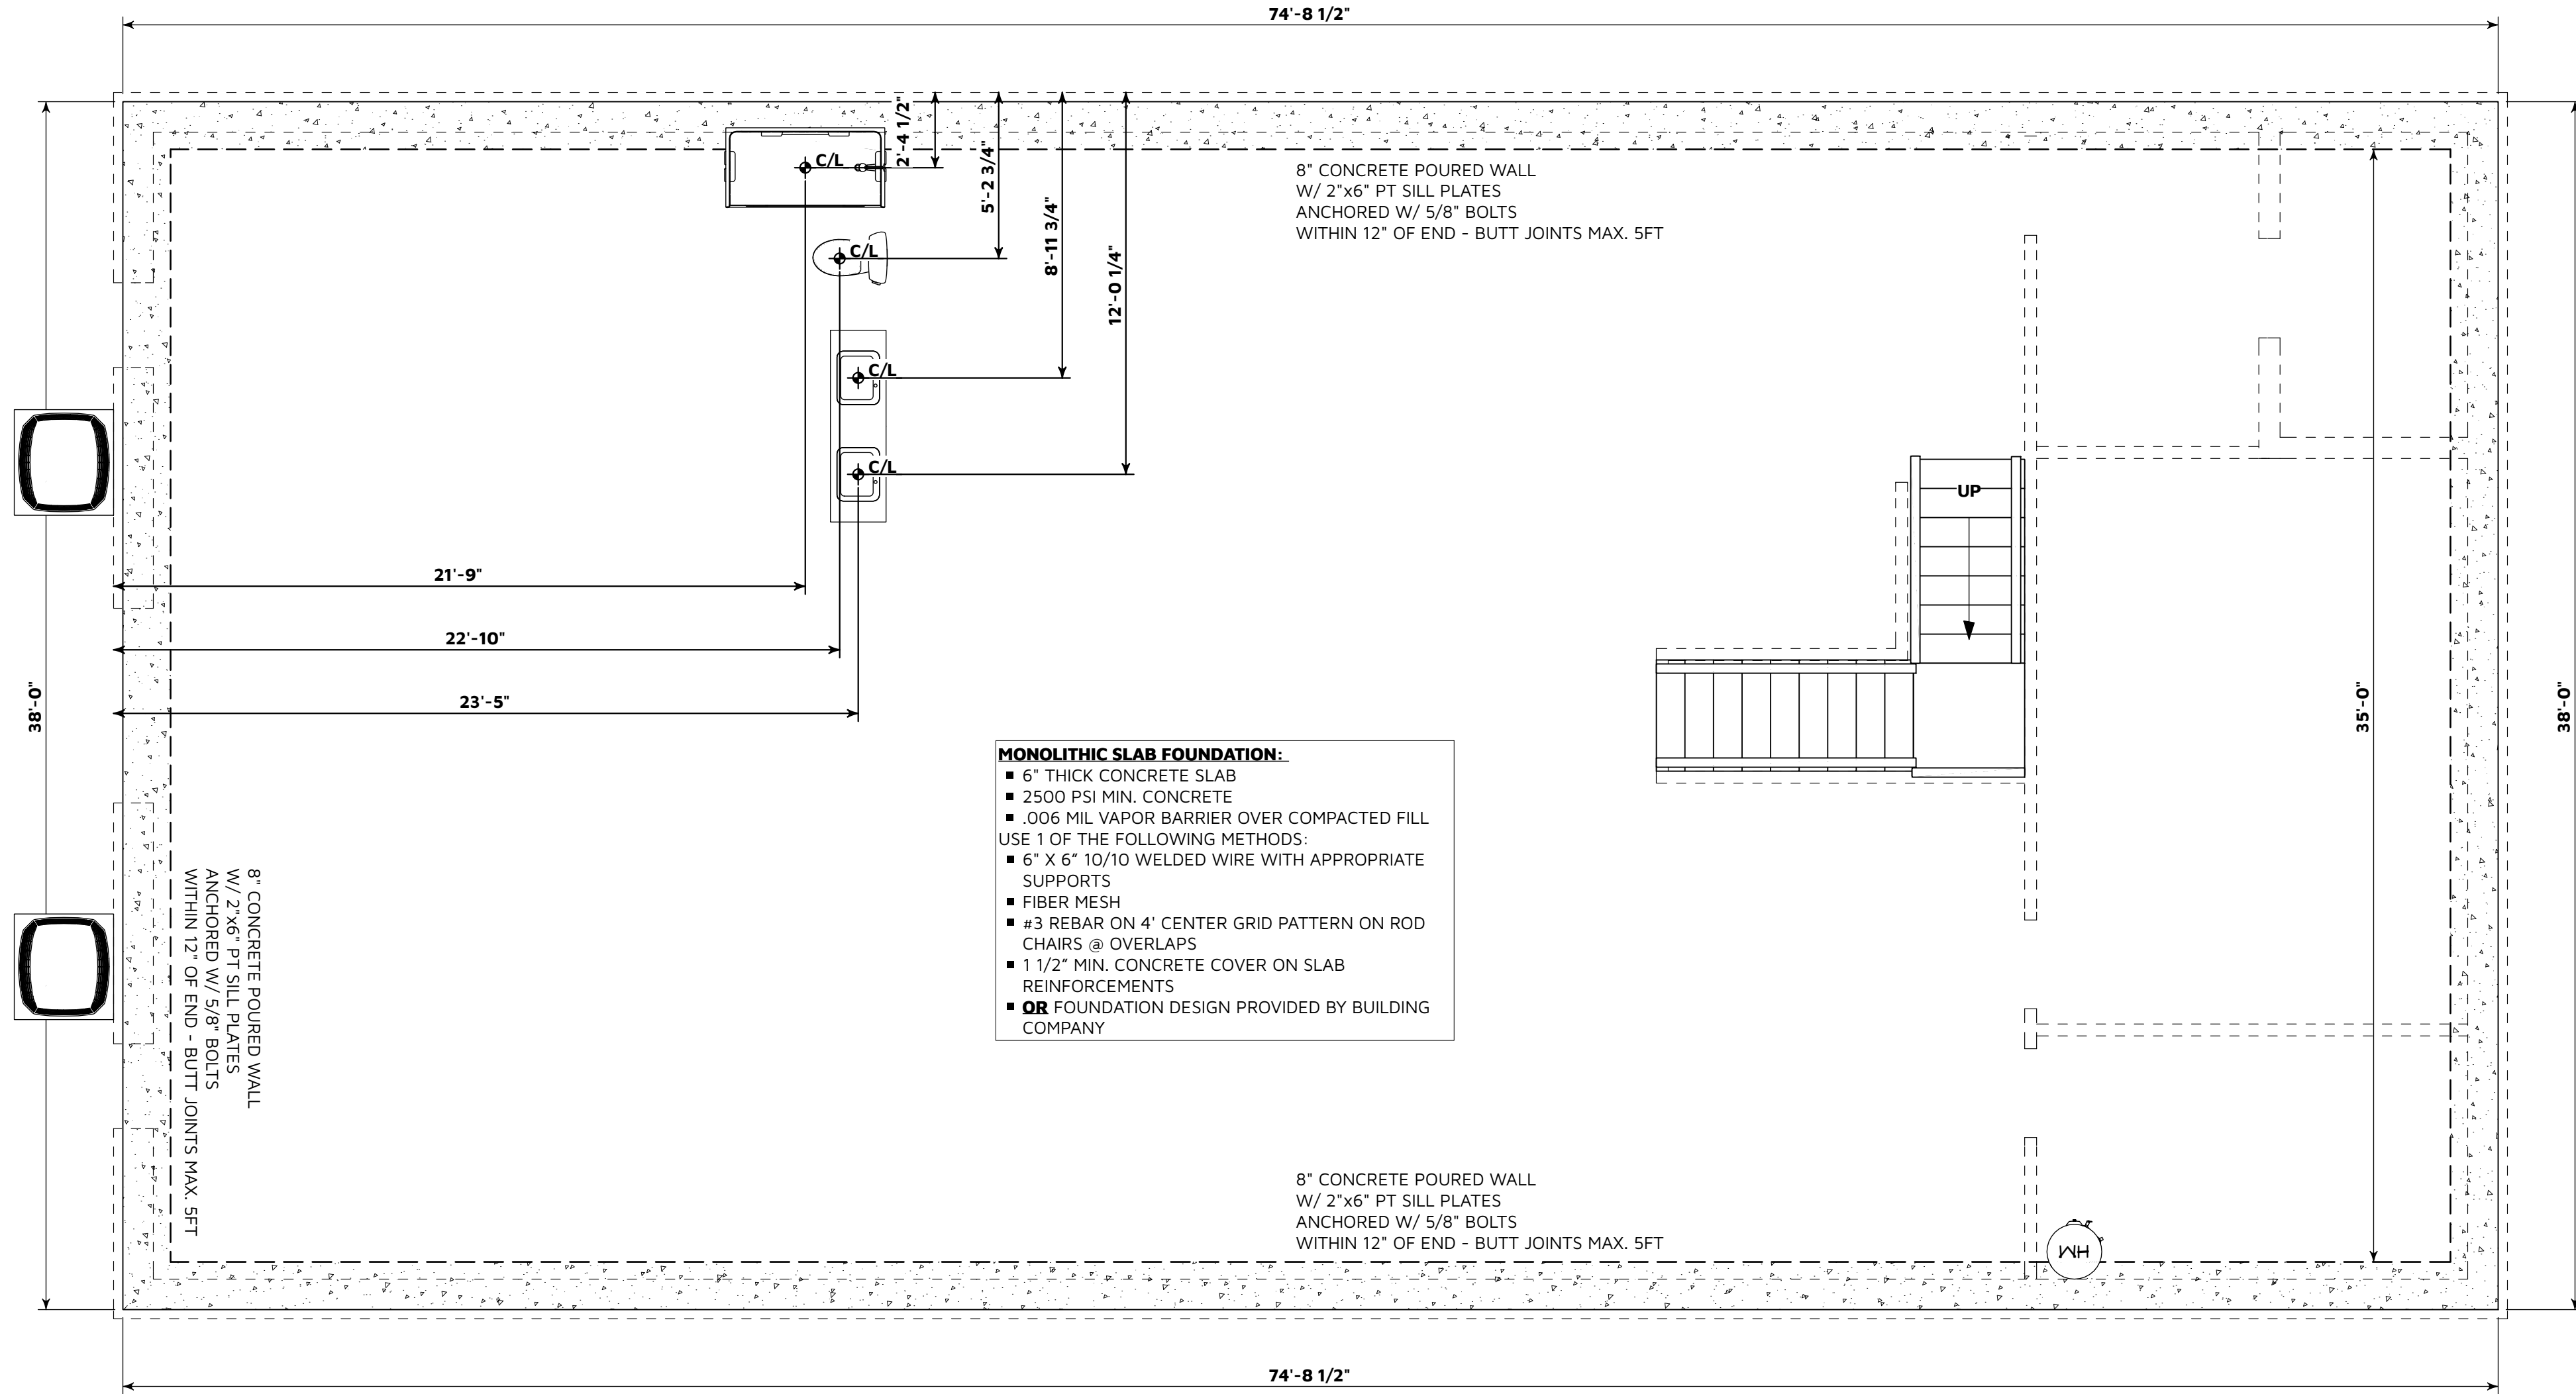 74'-8 1/2"
2'-4 1/2"
5'-2 3/4"
8'-11 3/4"
12'-0 1/4"
C/L
C/L
C/L
C/L
8" CONCRETE POURED WALL
W/ 2"x6" PT SILL PLATES
ANCHORED W/ 5/8" BOLTS
WITHIN 12" OF END - BUTT JOINTS MAX. 5FT
UP
21'-9"
22'-10"
23'-5"
38'-0"
35'-0"
38'-0"
MONOLITHIC SLAB FOUNDATION:
■ 6" THICK CONCRETE SLAB
■ 2500 PSI MIN. CONCRETE
■ .006 MIL VAPOR BARRIER OVER COMPACTED FILL
USE 1 OF THE FOLLOWING METHODS:
■ 6" X 6” 10/10 WELDED WIRE WITH APPROPRIATE
SUPPORTS
■ FIBER MESH
■ #3 REBAR ON 4' CENTER GRID PATTERN ON ROD
CHAIRS @ OVERLAPS
■ 1 1/2” MIN. CONCRETE COVER ON SLAB
REINFORCEMENTS
■ OR FOUNDATION DESIGN PROVIDED BY BUILDING
COMPANY
8" CONCRETE POURED WALL
W/ 2"x6" PT SILL PLATES
ANCHORED W/ 5/8" BOLTS
WITHIN 12" OF END - BUTT JOINTS MAX. 5FT
8" CONCRETE POURED WALL
W/ 2"x6" PT SILL PLATES
ANCHORED W/ 5/8" BOLTS
WITHIN 12" OF END - BUTT JOINTS MAX. 5FT
WH
74'-8 1/2"